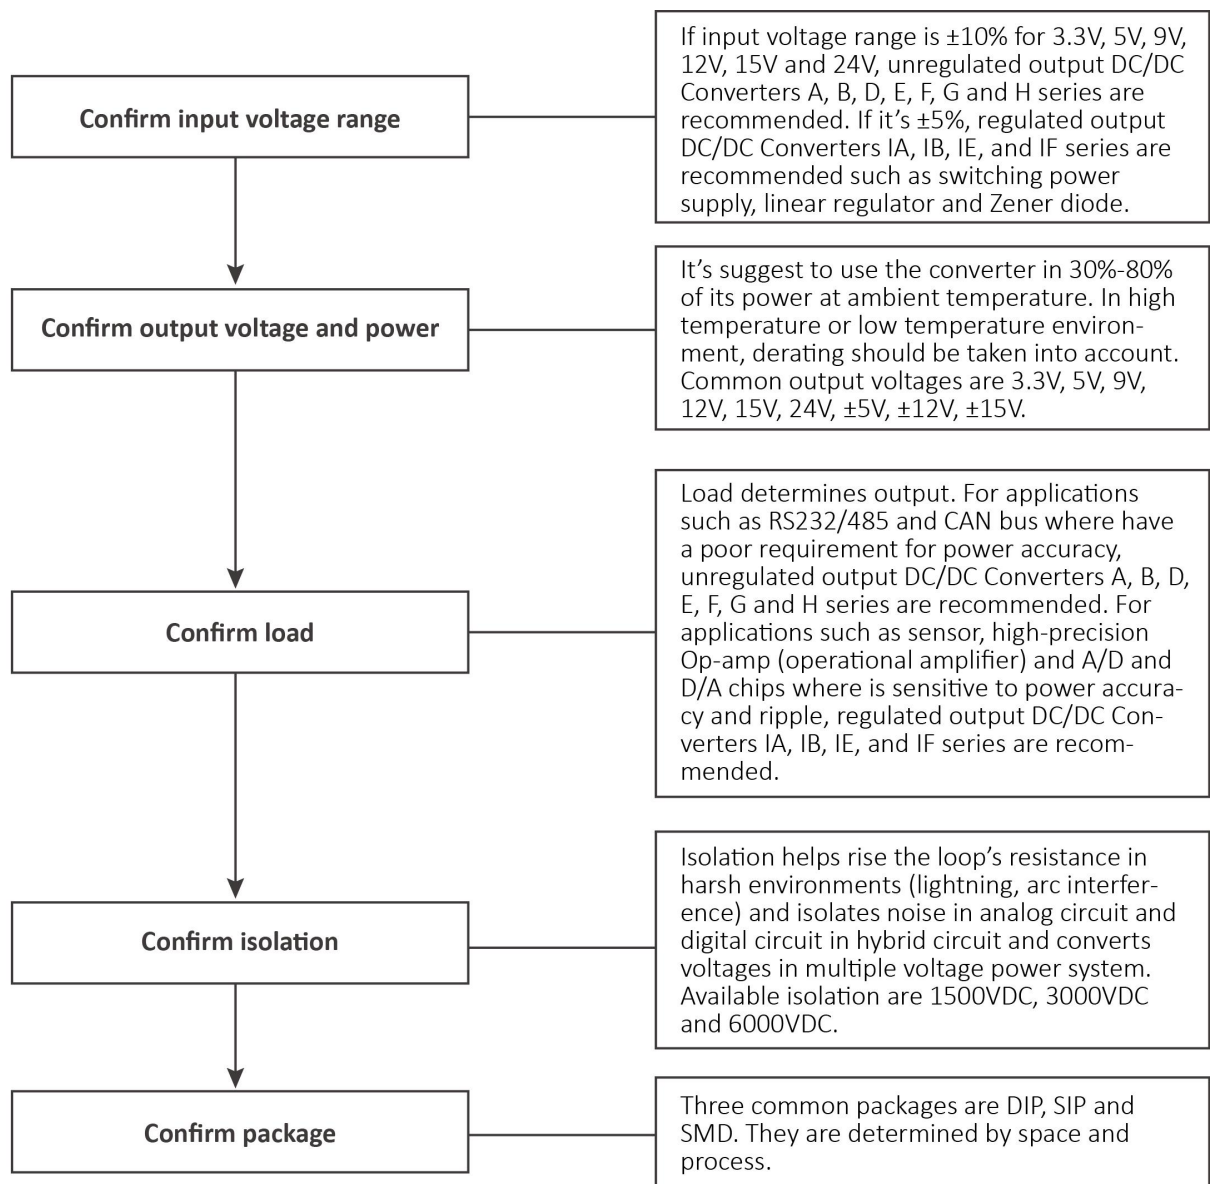 Confirm input voltage range
If input voltage range is ±10% for 3.3V, 5V, 9V,
12V, 15V and 24V, unregulated output DC/DC
Converters A, B, D, E, F, G and H series are
recommended. If it’s ±5%, regulated output
DC/DC Converters IA, IB, IE, and IF series are
recommended such as switching power
supply, linear regulator and Zener diode.
Confirm output voltage and power
It’s suggest to use the converter in 30%-80%
of its power at ambient temperature. In high
temperature or low temperature environ-
ment, derating should be taken into account.
Common output voltages are 3.3V, 5V, 9V,
12V, 15V, 24V, ±5V, ±12V, ±15V.
Confirm load
Load determines output. For applications
such as RS232/485 and CAN bus where have
a poor requirement for power accuracy,
unregulated output DC/DC Converters A, B, D,
E, F, G and H series are recommended. For
applications such as sensor, high-precision
Op-amp (operational amplifier) and A/D and
D/A chips where is sensitive to power accura-
cy and ripple, regulated output DC/DC Con-
verters IA, IB, IE, and IF series are recom-
mended.
Confirm isolation
Isolation helps rise the loop’s resistance in
harsh environments (lightning, arc interfer-
ence) and isolates noise in analog circuit and
digital circuit in hybrid circuit and converts
voltages in multiple voltage power system.
Available isolation are 1500VDC, 3000VDC
and 6000VDC.
Confirm package
Three common packages are DIP, SIP and
SMD. They are determined by space and
process.